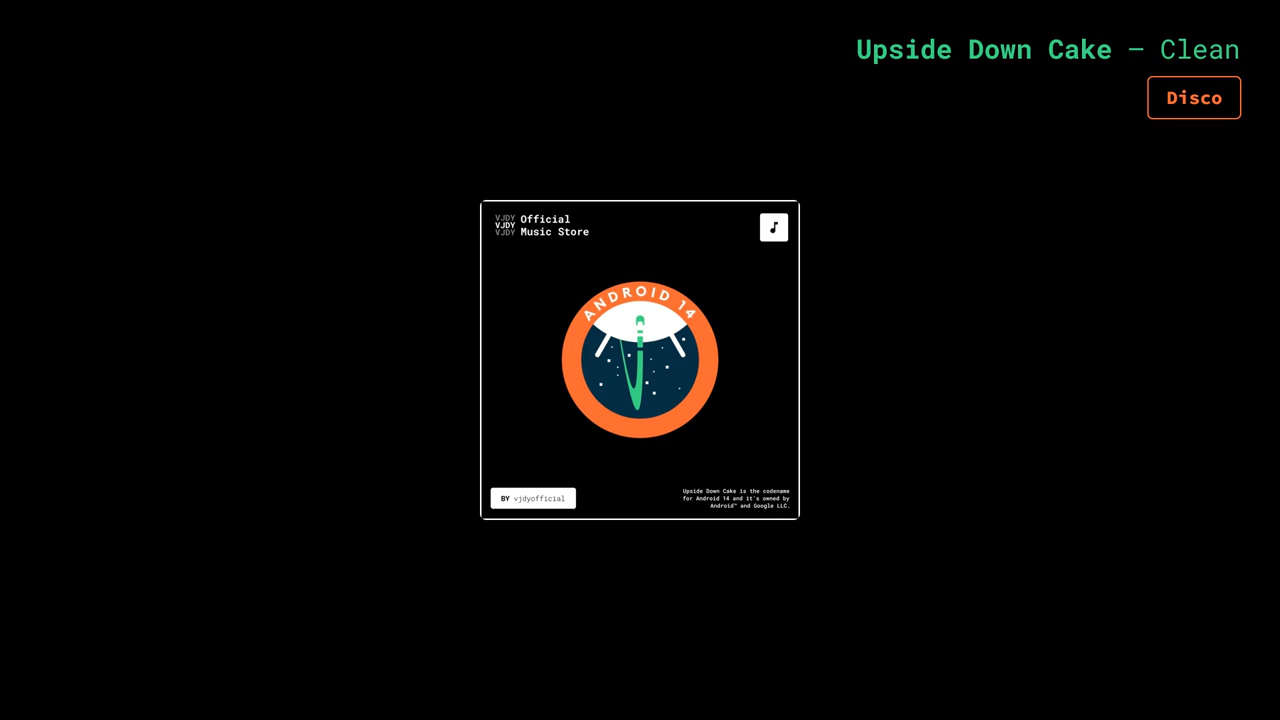 Upside Down Cake — Clean
Disco
VJDY
VJDY
VJDY
Official
Music Store
ANDROID 14
BY vjdyofficial
Upside Down Cake is the codename
for Android 14 and it's owned by
Android™ and Google LLC.